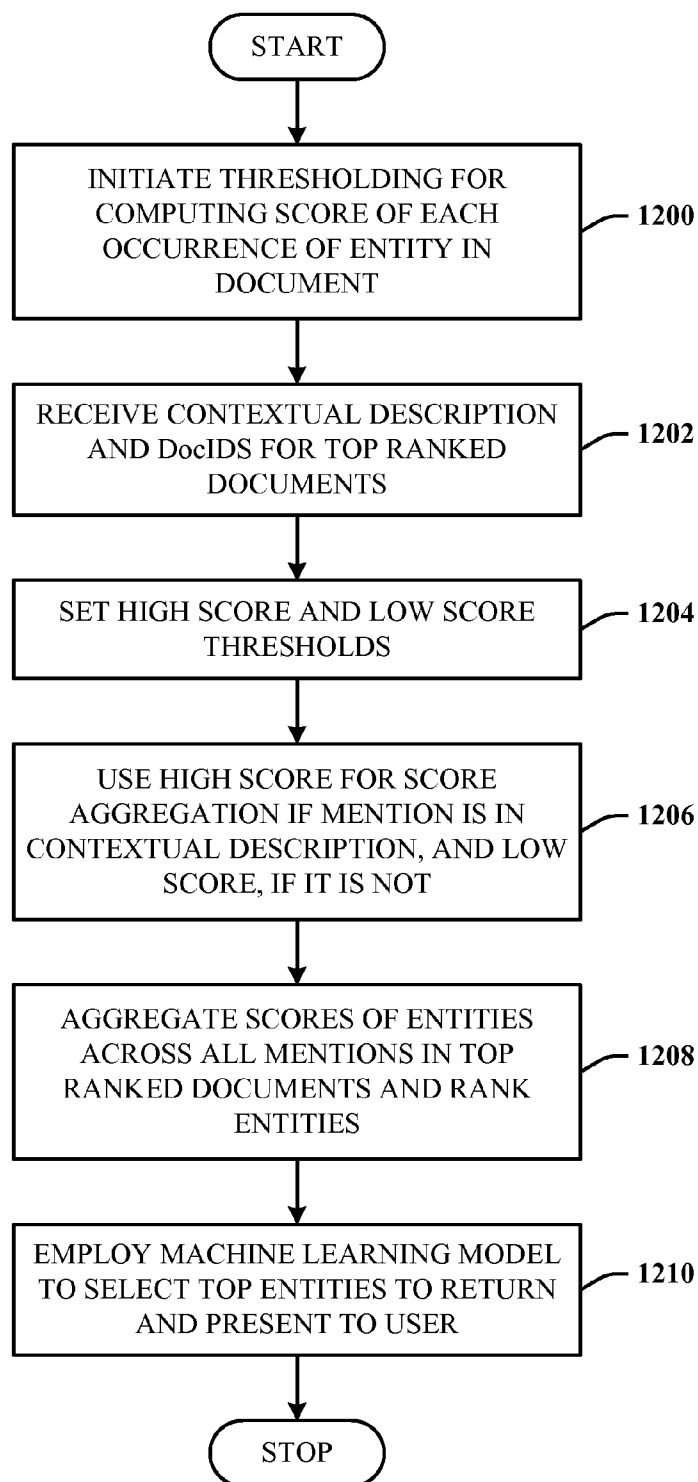 START
INITIATE THRESHOLDING FOR
COMPUTING SCORE OF EACH
OCCURRENCE OF ENTITY IN
DOCUMENT
1200
RECEIVE CONTEXTUAL DESCRIPTION
AND DocIDS FOR TOP RANKED
DOCUMENTS
1202
SET HIGH SCORE AND LOW SCORE
THRESHOLDS
1204
USE HIGH SCORE FOR SCORE
AGGREGATION IF MENTION IS IN
CONTEXTUAL DESCRIPTION, AND LOW
SCORE, IF IT IS NOT
1206
AGGREGATE SCORES OF ENTITIES
ACROSS ALL MENTIONS IN TOP
RANKED DOCUMENTS AND RANK
ENTITIES
1208
EMPLOY MACHINE LEARNING MODEL
TO SELECT TOP ENTITIES TO RETURN
AND PRESENT TO USER
1210
STOP